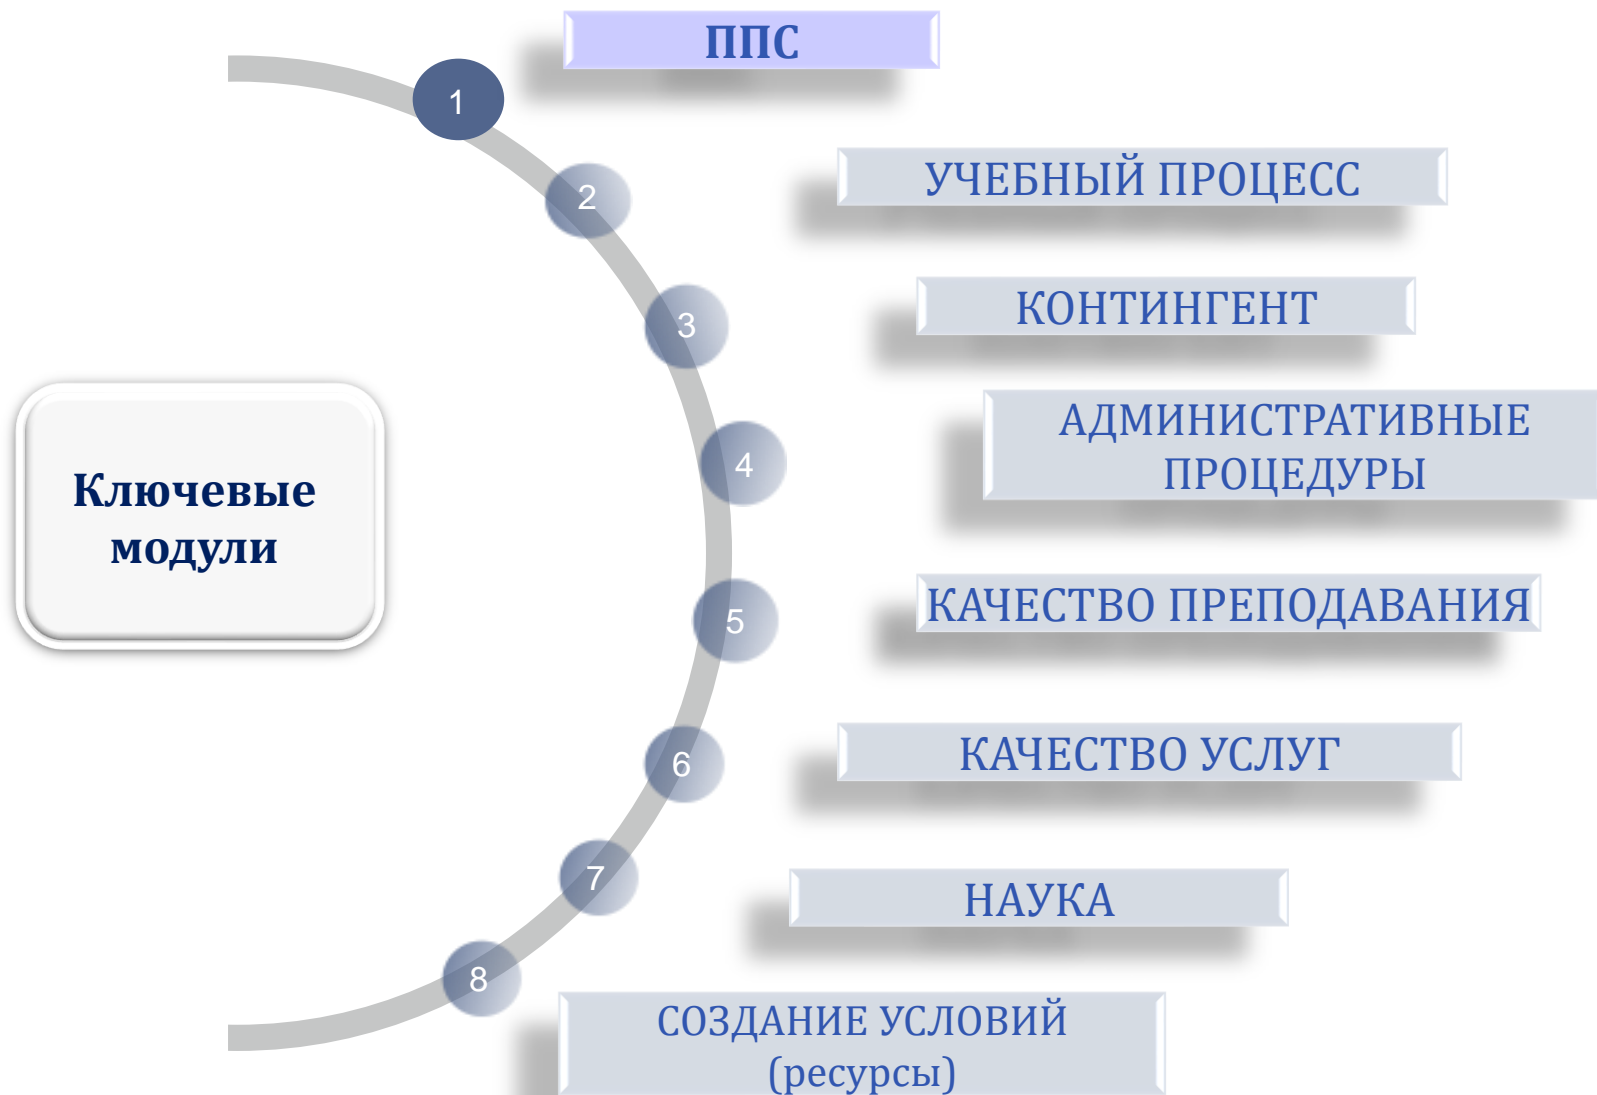 ППС
1
УЧЕБНЫЙ ПРОЦЕСС
2
КОНТИНГЕНТ
3
АДМИНИСТРАТИВНЫЕ
ПРОЦЕДУРЫ
4
Ключевые
модули
КАЧЕСТВО ПРЕПОДАВАНИЯ
5
КАЧЕСТВО УСЛУГ
6
НАУКА
7
8
СОЗДАНИЕ УСЛОВИЙ
(ресурсы)